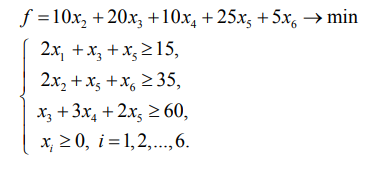 f = 10x₂ + 20x₃ + 10x₄ + 25x₅ + 5x₆ → min
2x₁ + x₃ + x₅ ≥ 15,
2x₂ + x₅ + x₆ ≥ 35,
x₃ + 3x₄ + 2x₅ ≥ 60,
xᵢ ≥ 0, i = 1,2,...,6.